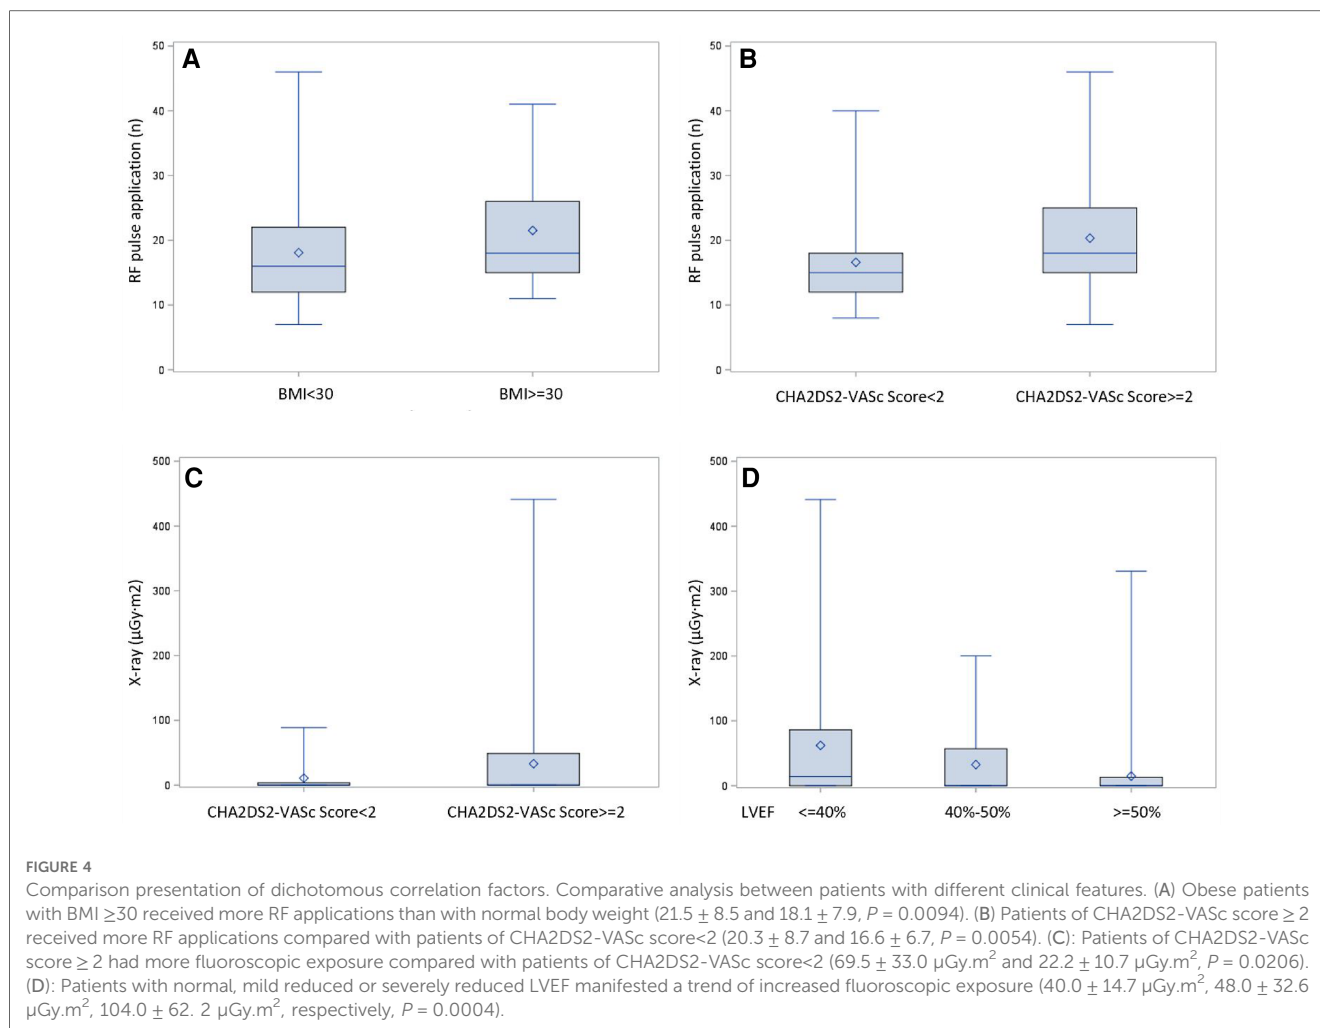 A
50
40
30
20
10
0
RF pulse application (n)
BMI<30 BMI>=30
B
50
40
30
20
10
0
RF pulse application (n)
CHA2DS2-VASc Score<2 CHA2DS2-VASc Score>=2
C
500
400
300
200
100
0
X-ray (µGy·m2)
CHA2DS2-VASc Score<2 CHA2DS2-VASc Score>=2
D
500
400
300
200
100
0
X-ray (µGy·m2)
LVEF <=40% 40%-50% >=50%
FIGURE 4
Comparison presentation of dichotomous correlation factors. Comparative analysis between patients with different clinical features. (A) Obese patients
with BMI ≥30 received more RF applications than with normal body weight (21.5 ± 8.5 and 18.1 ± 7.9, P = 0.0094). (B) Patients of CHA2DS2-VASc score ≥ 2
received more RF applications compared with patients of CHA2DS2-VASc score<2 (20.3 ± 8.7 and 16.6 ± 6.7, P = 0.0054). (C): Patients of CHA2DS2-VASc
score ≥ 2 had more fluoroscopic exposure compared with patients of CHA2DS2-VASc score<2 (69.5 ± 33.0 µGy.m² and 22.2 ± 10.7 µGy.m², P = 0.0206).
(D): Patients with normal, mild reduced or severely reduced LVEF manifested a trend of increased fluoroscopic exposure (40.0 ± 14.7 µGy.m², 48.0 ± 32.6
µGy.m², 104.0 ± 62. 2 µGy.m², respectively, P = 0.0004).